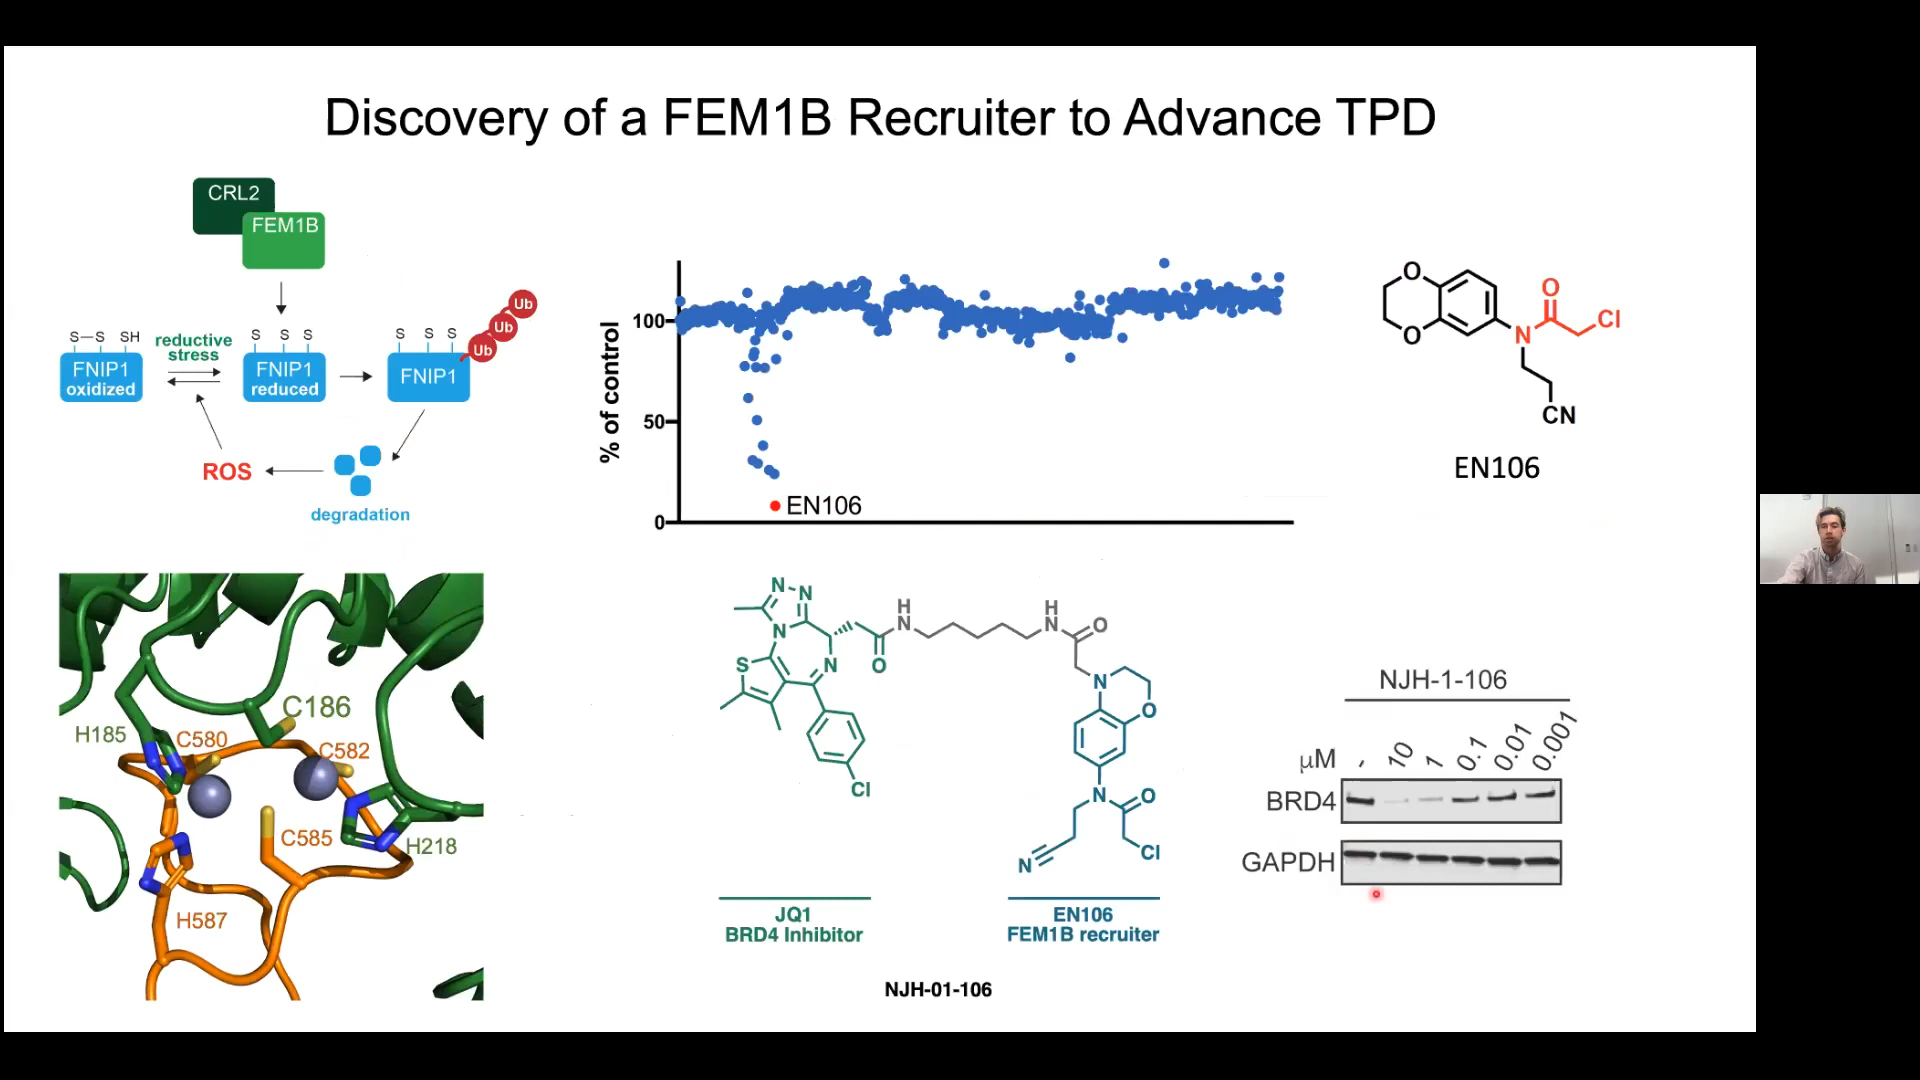 Discovery of a FEM1B Recruiter to Advance TPD
CRL2
FEM1B
S—S SH
reductive
stress
S S S
S S S
Ub
Ub
Ub
FNIP1
oxidized
FNIP1
reduced
FNIP1
ROS
degradation
% of control
100
50
0
EN106
O
O
N
O
Cl
CN
EN106
H185
C580
C186
C582
C585
H218
H587
N
N
N
N
S
O
H
N
Cl
H
N
O
N
O
N
O
Cl
N
JQ1
BRD4 Inhibitor
EN106
FEM1B recruiter
NJH-01-106
NJH-1-106
μM - 10 1 0.1 0.01 0.001
BRD4
GAPDH